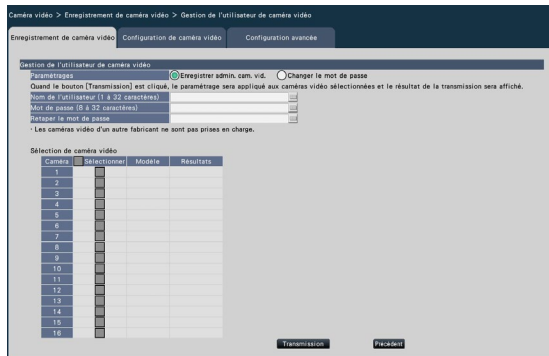 Caméra vidéo > Enregistrement de caméra vidéo > Gestion de l'utilisateur de caméra vidéo
Enregistrement de caméra vidéo Configuration de caméra vidéo Configuration avancée
Gestion de l'utilisateur de caméra vidéo
Paramétrages Enregistrer admin. cam. vid. Changer le mot de passe
Quand le bouton [Transmission] est cliqué, le paramétrage sera appliqué aux caméras vidéo sélectionnées et le résultat de la transmission sera affiché.
Nom de l'utilisateur (1 à 32 caractères)
Mot de passe (8 à 32 caractères)
Retaper le mot de passe
· Les caméras vidéo d'un autre fabricant ne sont pas prises en charge.
Sélection de caméra vidéo
Caméra Sélectionner Modèle Résultats
1
2
3
4
5
6
7
8
9
10
11
12
13
14
15
16
Transmission Précédent